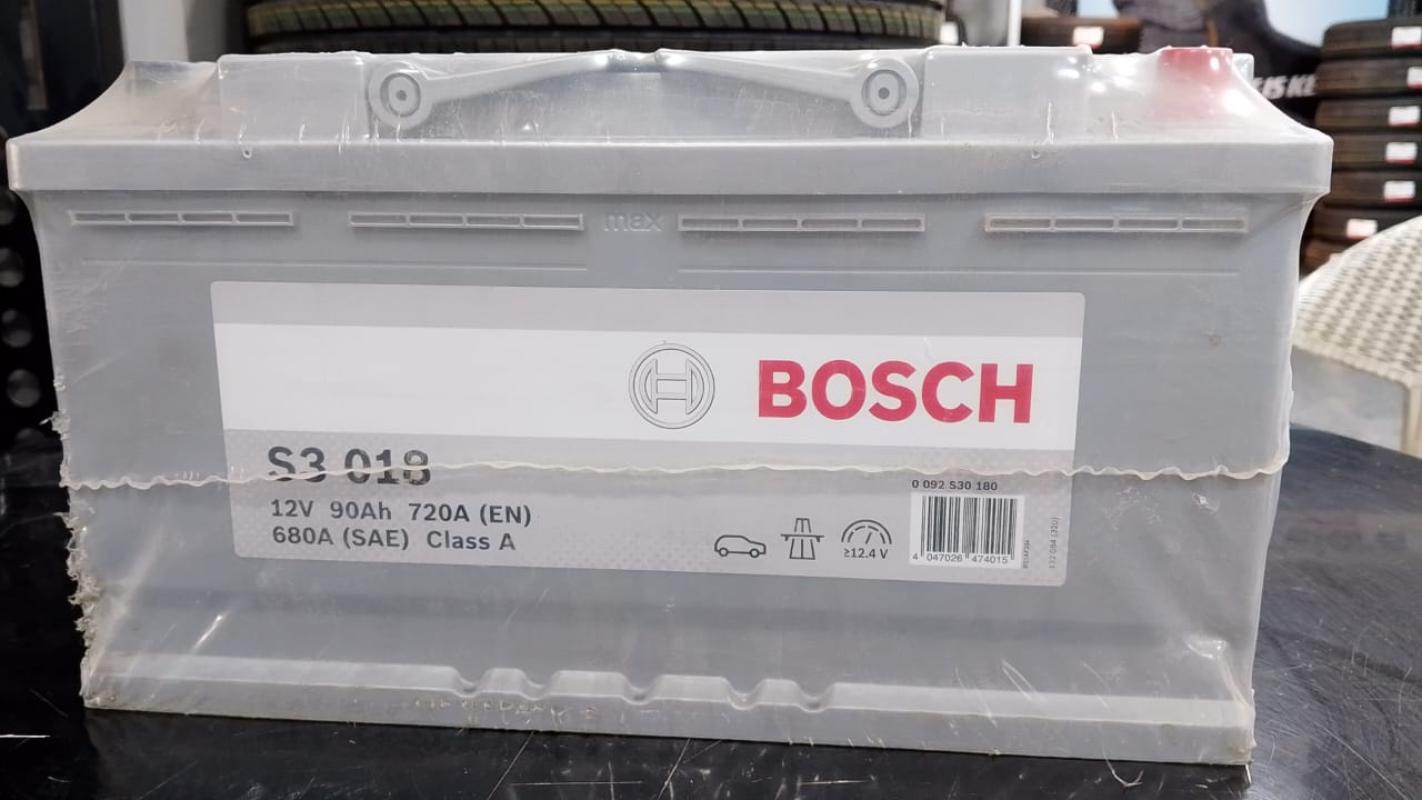 max
BOSCH
S3 018
12V 90Ah 720A (EN)
680A (SAE) Class A
≥12.4 V
0 092 S30 180
4 047026 474015